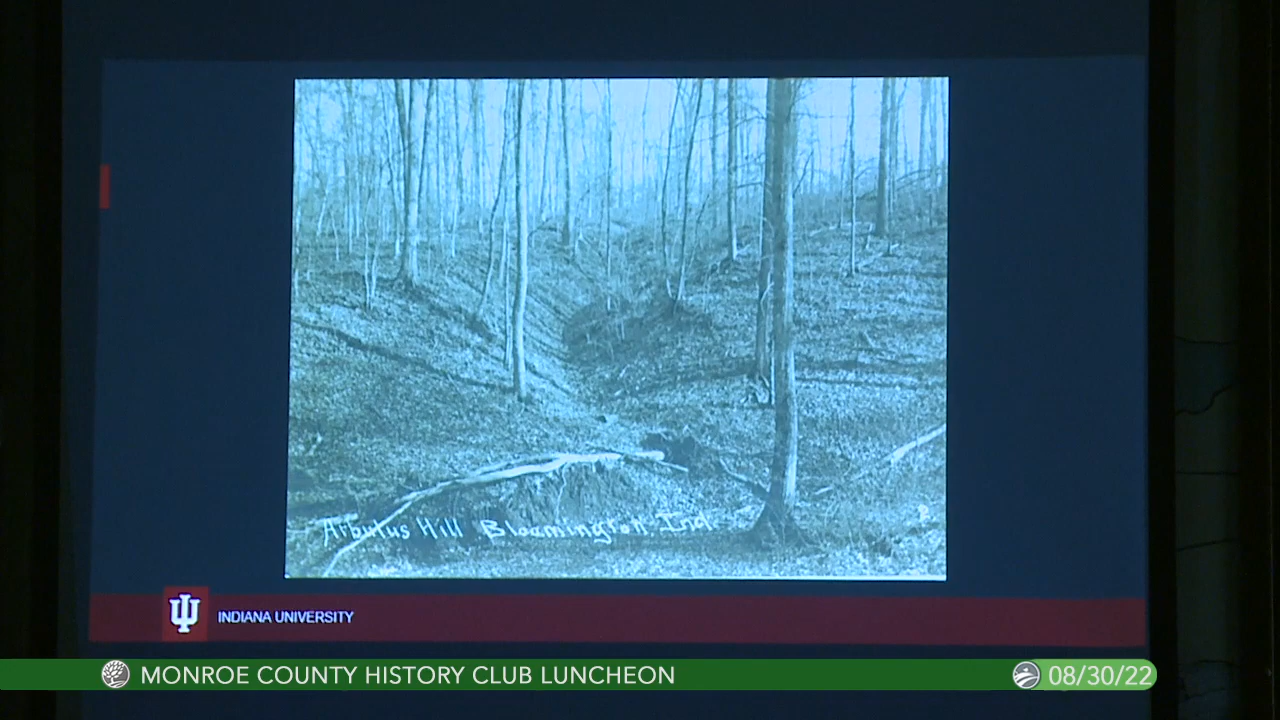 Arbutus Hill Bloomington. Ind.
INDIANA UNIVERSITY
MONROE COUNTY HISTORY CLUB LUNCHEON
08/30/22